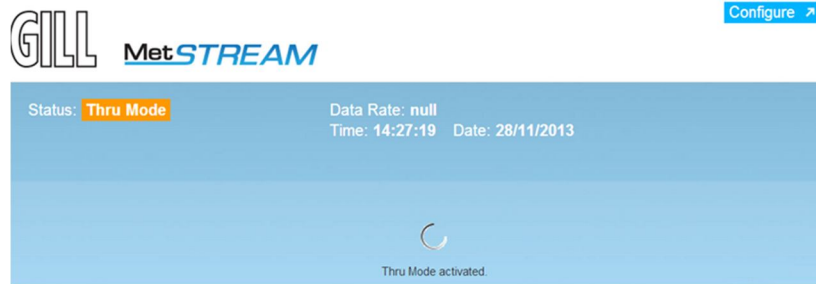 Configure
GILL MetSTREAM
Status: Thru Mode
Data Rate: null
Time: 14:27:19 Date: 28/11/2013
Thru Mode activated.